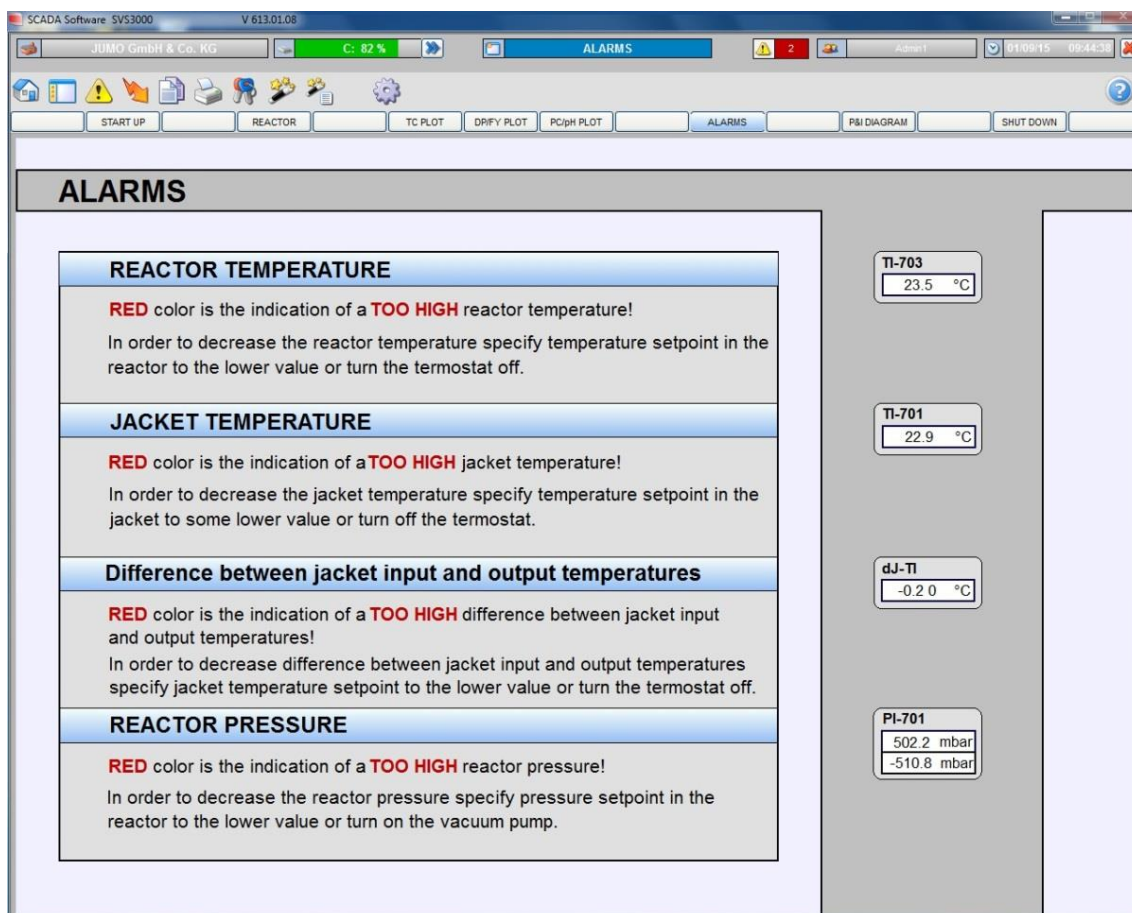 SCADA Software SVS3000 V 613.01.08
JUMO GmbH & Co. KG C: 82 % ALARMS 2 Admin1 01/09/15 09:44:38
START UP REACTOR TC PLOT DP/FY PLOT PC/pH PLOT ALARMS P&I DIAGRAM SHUT DOWN
ALARMS
REACTOR TEMPERATURE
RED color is the indication of a TOO HIGH reactor temperature!
In order to decrease the reactor temperature specify temperature setpoint in the
reactor to the lower value or turn the termostat off.
TI-703
23.5 °C
JACKET TEMPERATURE
RED color is the indication of a TOO HIGH jacket temperature!
In order to decrease the jacket temperature specify temperature setpoint in the
jacket to some lower value or turn off the termostat.
TI-701
22.9 °C
Difference between jacket input and output temperatures
RED color is the indication of a TOO HIGH difference between jacket input
and output temperatures!
In order to decrease difference between jacket input and output temperatures
specify jacket temperature setpoint to the lower value or turn the termostat off.
dJ-TI
-0.2 0 °C
REACTOR PRESSURE
RED color is the indication of a TOO HIGH reactor pressure!
In order to decrease the reactor pressure specify pressure setpoint in the
reactor to the lower value or turn on the vacuum pump.
PI-701
502.2 mbar
-510.8 mbar